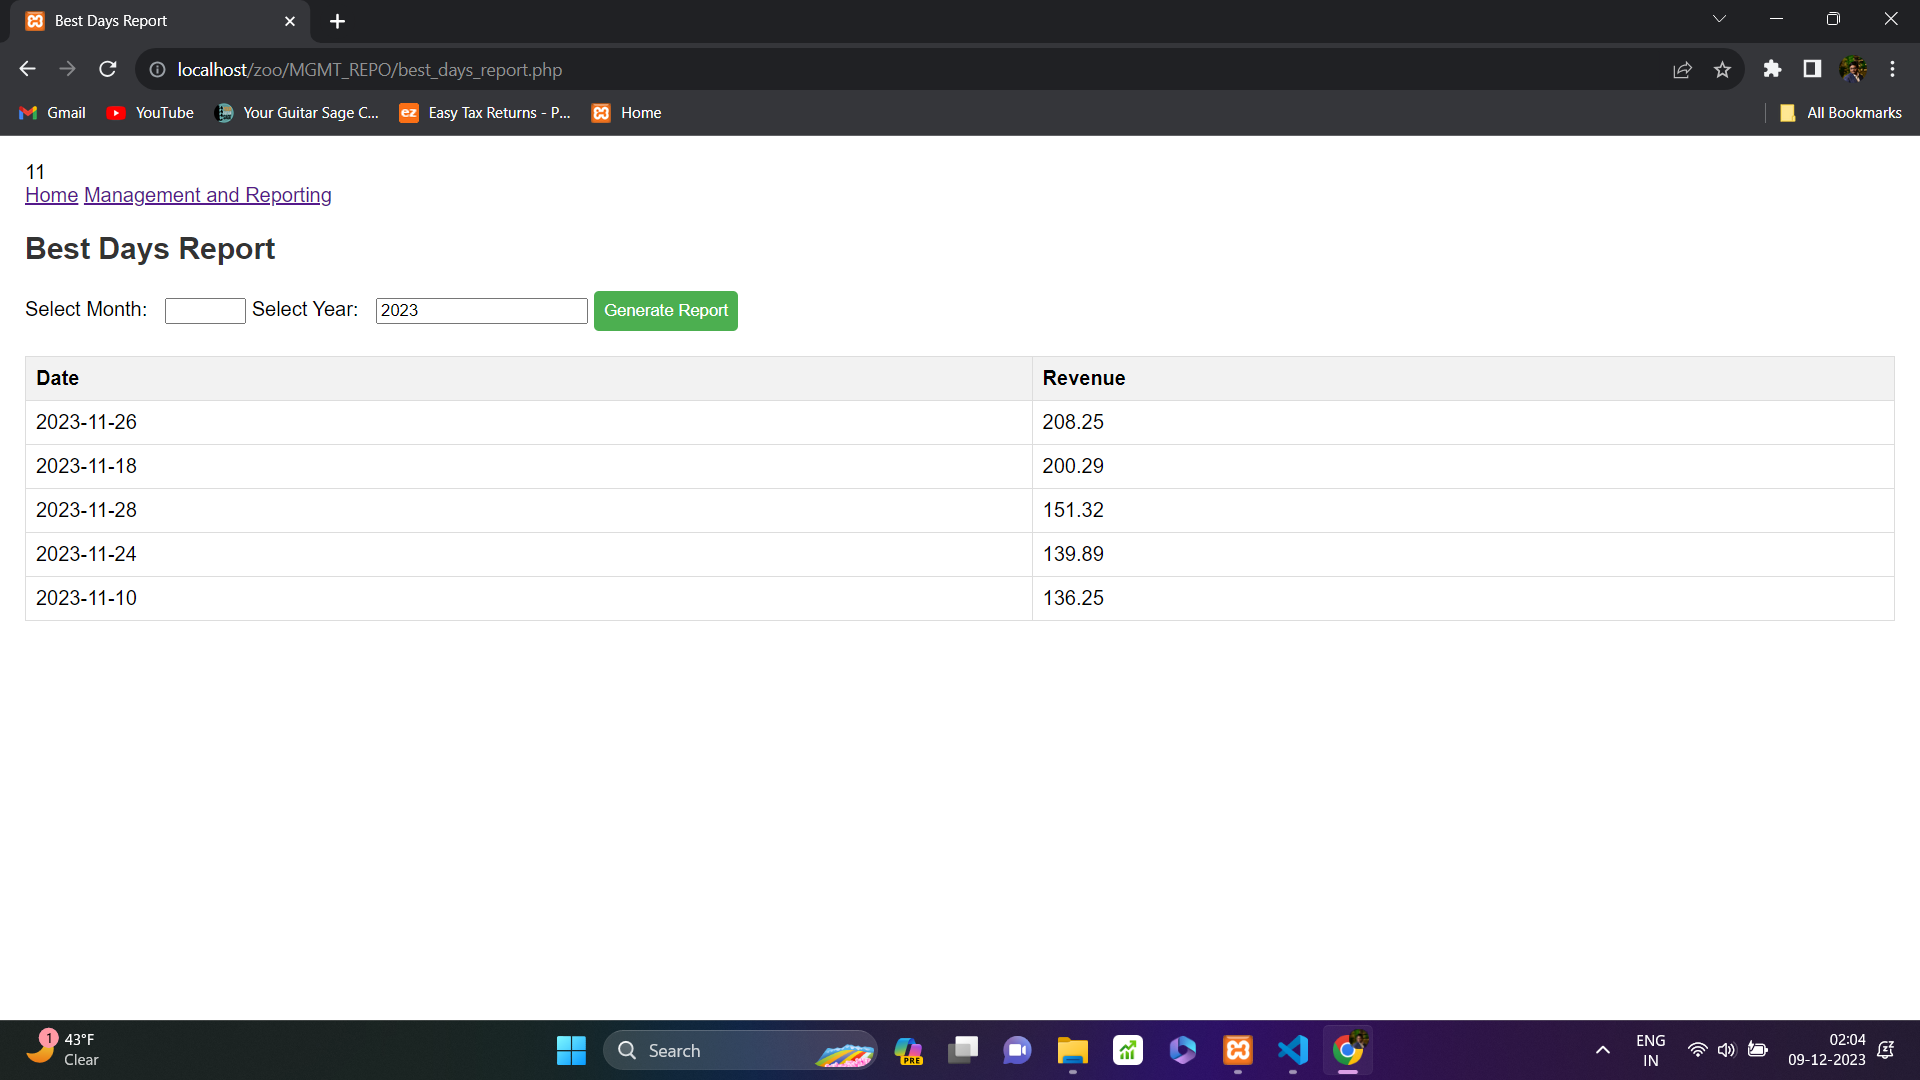 Best Days Report
localhost/zoo/MGMT_REPO/best_days_report.php
Gmail YouTube Your Guitar Sage C... ez Easy Tax Returns - P... Home All Bookmarks
11
Home Management and Reporting
Best Days Report
Select Month: Select Year: 2023 Generate Report
Date Revenue
2023-11-26 208.25
2023-11-18 200.29
2023-11-28 151.32
2023-11-24 139.89
2023-11-10 136.25
1 43°F
Clear
Search
PRE
ENG
IN
02:04
09-12-2023